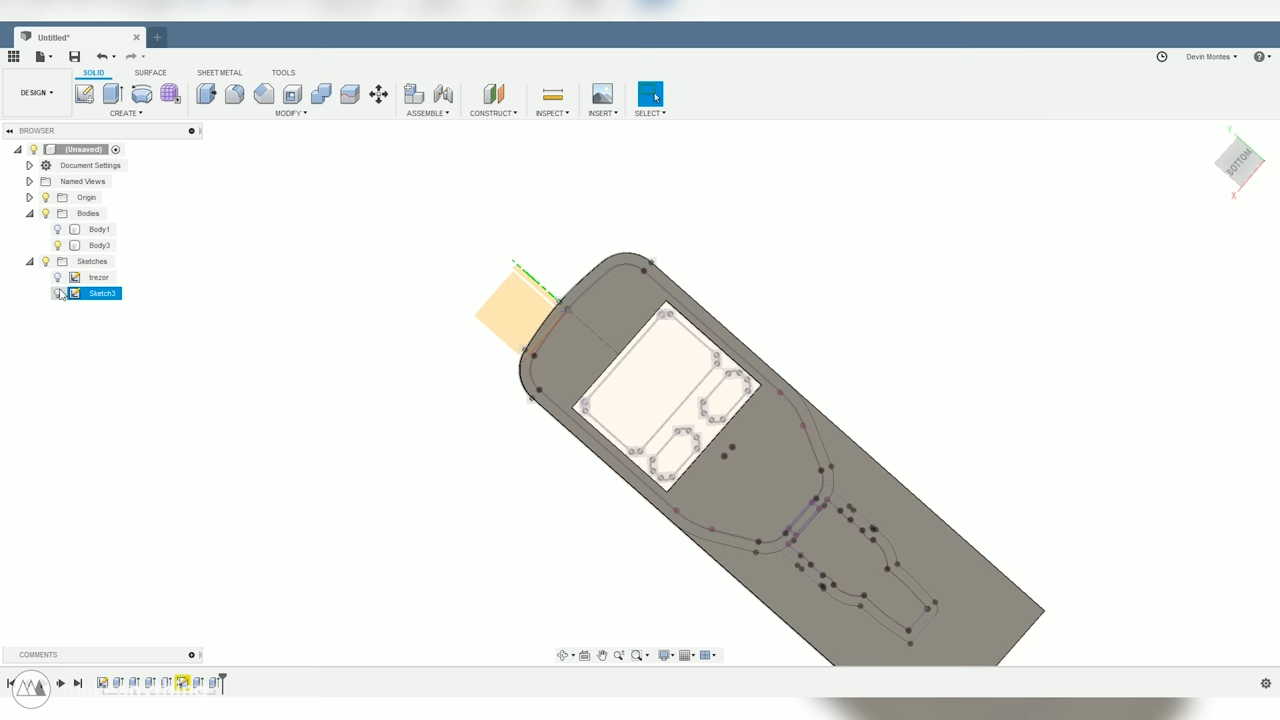 Untitled*
Devin Montes
DESIGN
SOLID
SURFACE
SHEET METAL
TOOLS
CREATE
MODIFY
ASSEMBLE
CONSTRUCT
INSPECT
INSERT
SELECT
BROWSER
(Unsaved)
Document Settings
Named Views
Origin
Bodies
Body1
Body3
Sketches
trezor
Sketch3
Y
BOTTOM
X
COMMENTS